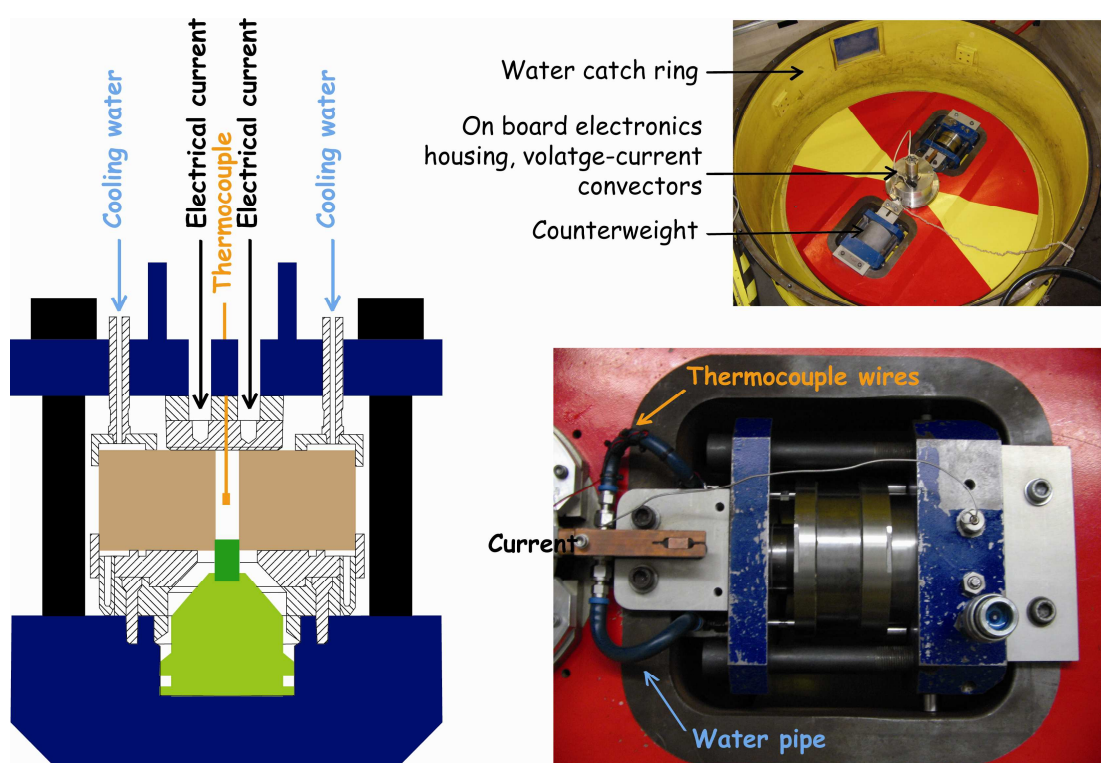 Cooling water
Electrical current
Thermocouple
Electrical current
Cooling water
Water catch ring
On board electronics
housing, volatge-current
convectors
Counterweight
Thermocouple wires
Current
Water pipe